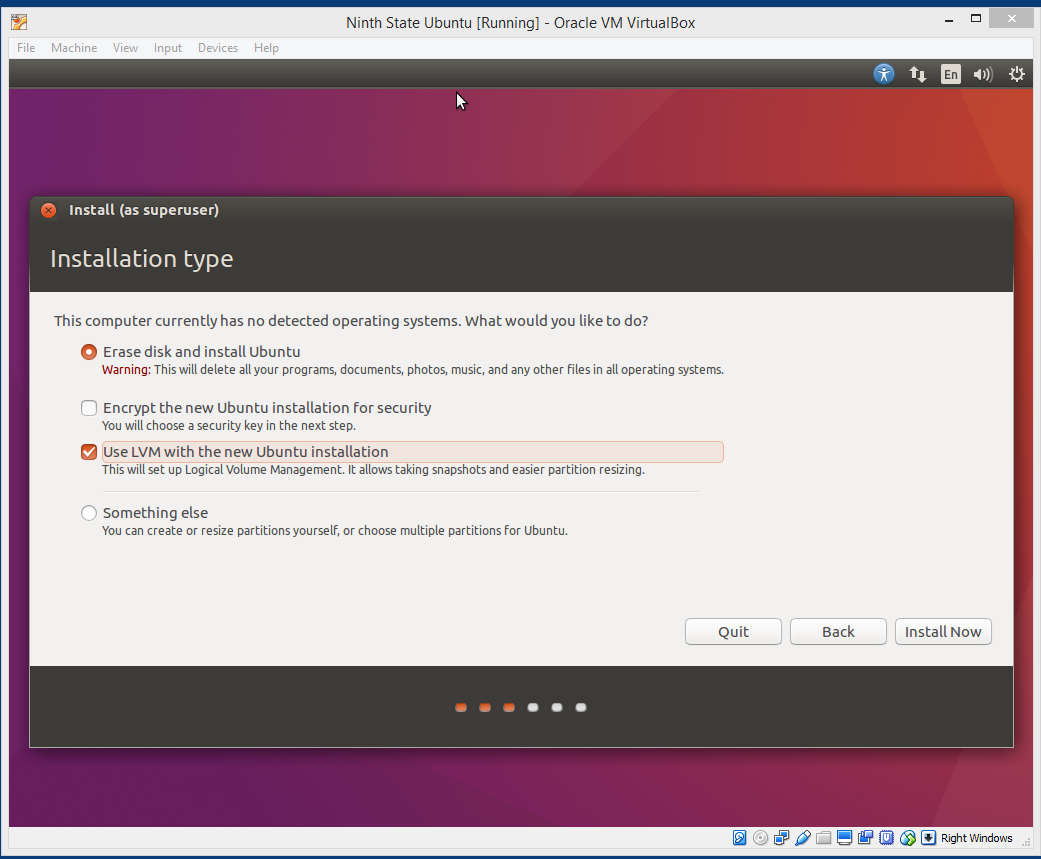 Ninth State Ubuntu [Running] - Oracle VM VirtualBox
File Machine View Input Devices Help
En
Install (as superuser)
Installation type
This computer currently has no detected operating systems. What would you like to do?
Erase disk and install Ubuntu
Warning: This will delete all your programs, documents, photos, music, and any other files in all operating systems.
Encrypt the new Ubuntu installation for security
You will choose a security key in the next step.
Use LVM with the new Ubuntu installation
This will set up Logical Volume Management. It allows taking snapshots and easier partition resizing.
Something else
You can create or resize partitions yourself, or choose multiple partitions for Ubuntu.
Quit Back Install Now
Right Windows